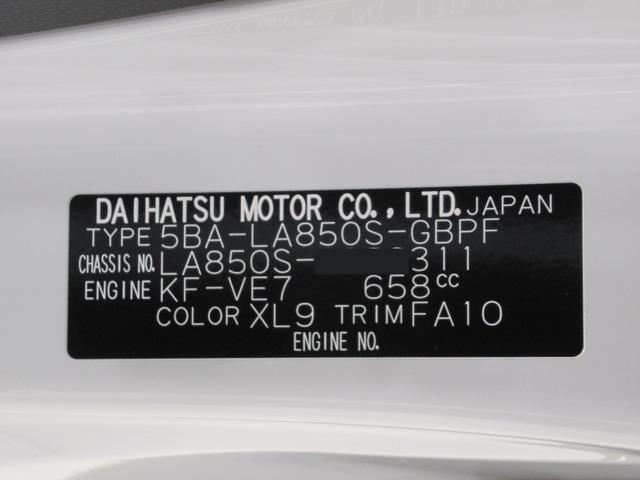 DAIHATSU MOTOR CO., LTD. JAPAN
TYPE 5BA-LA850S-GBPF
CHASSIS NO. LA850S- 311
ENGINE KF-VE7 658cc
COLOR XL9 TRIM FA10
ENGINE NO.